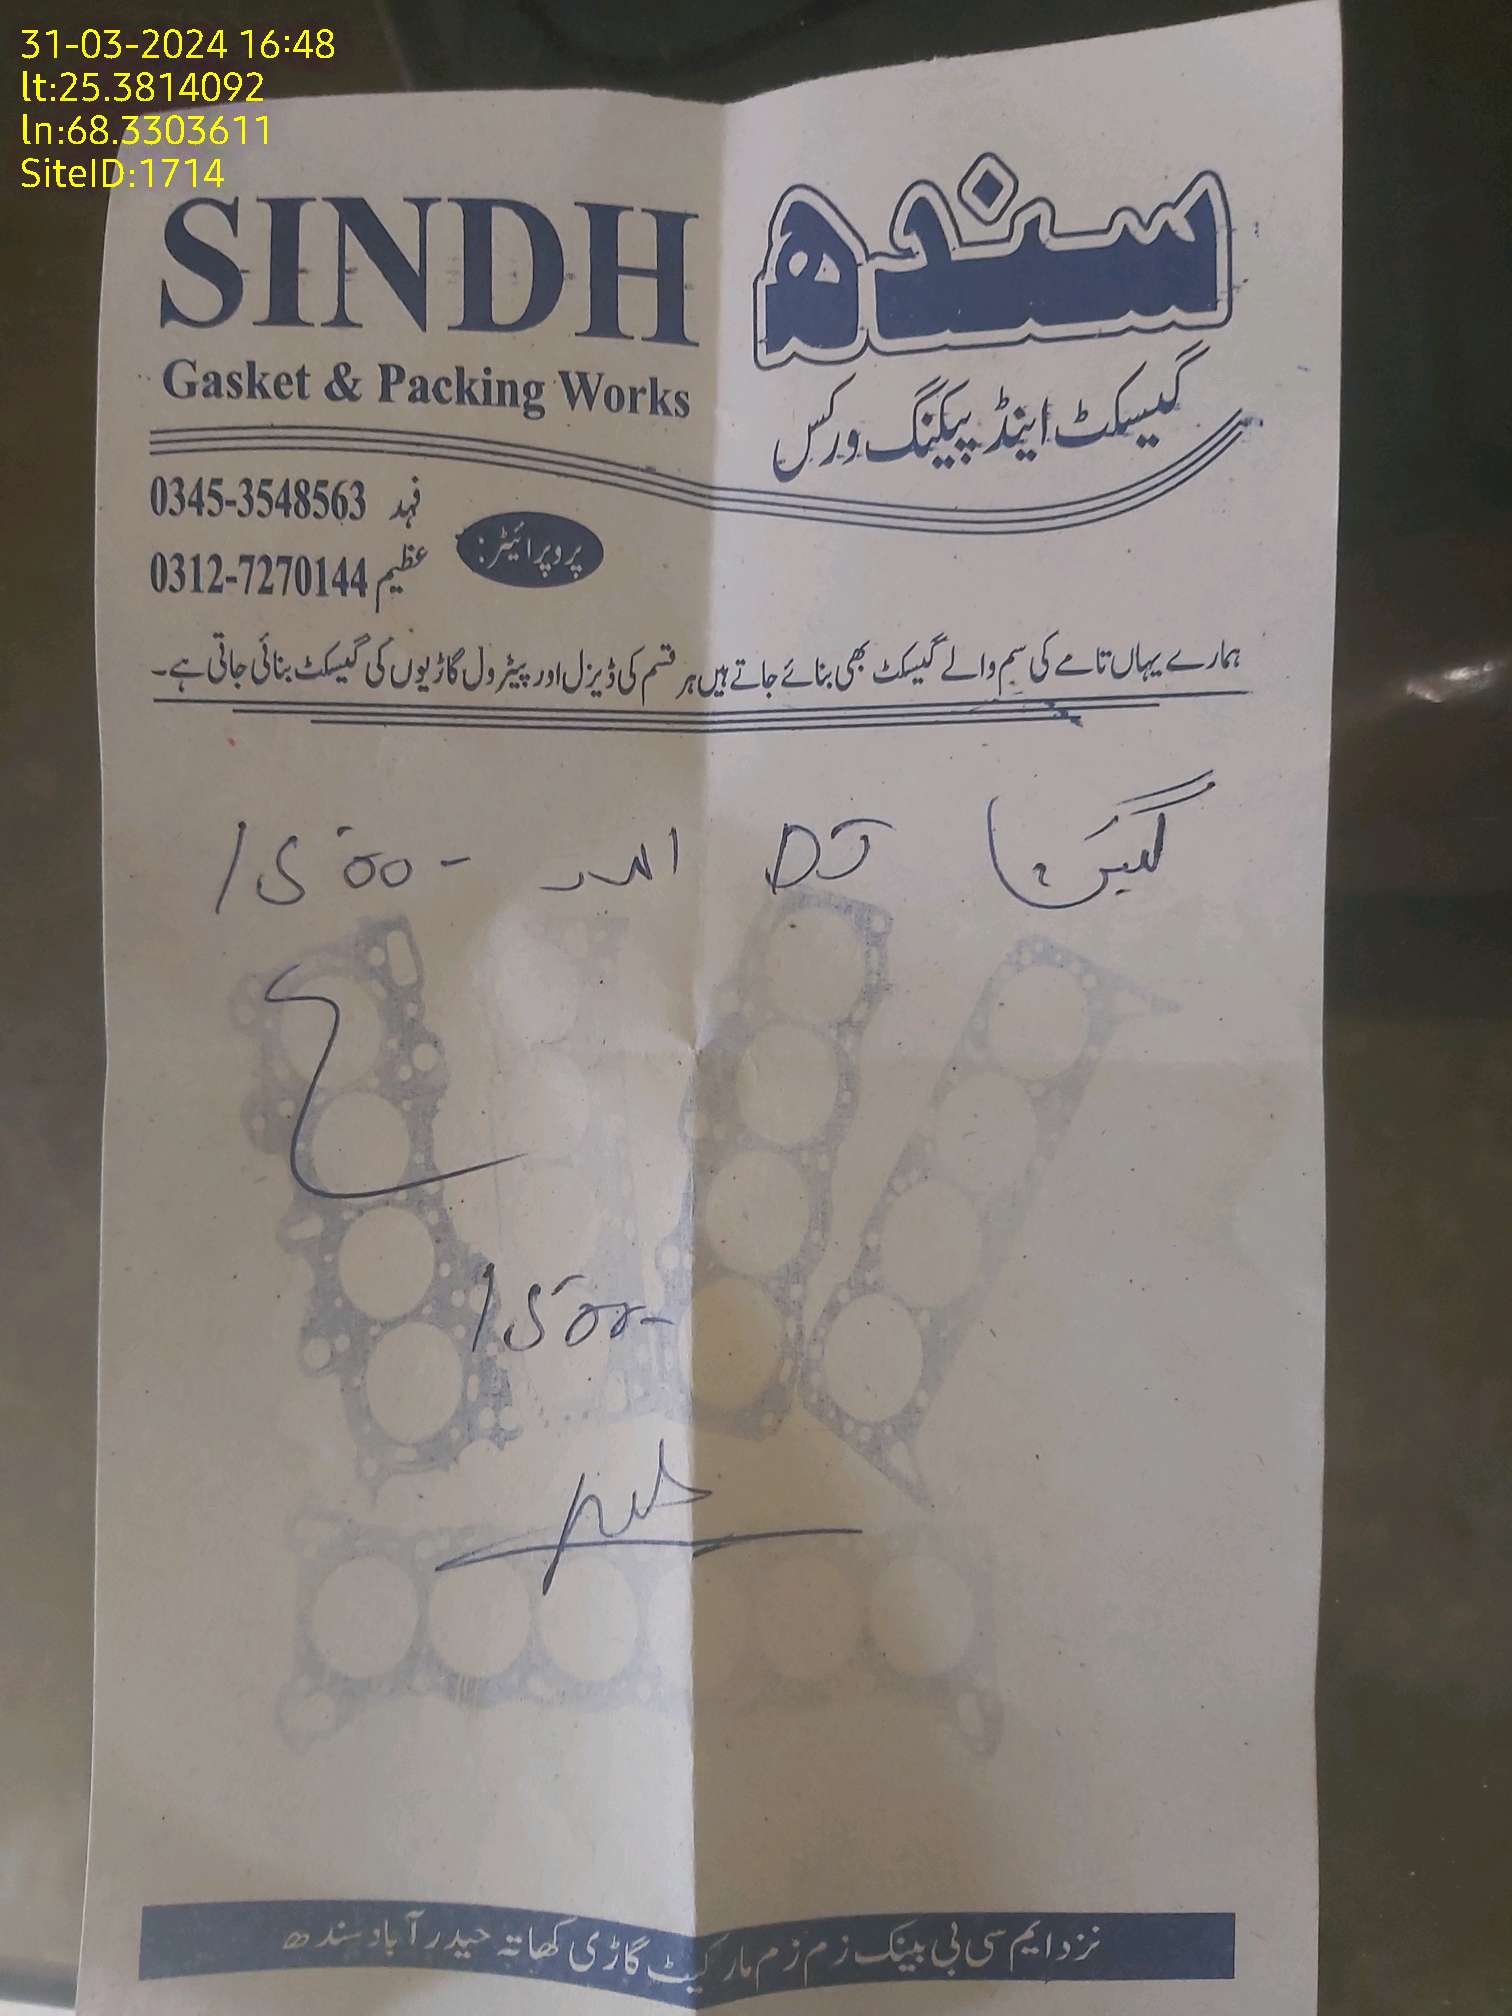 31-03-2024 16:48
lt:25.3814092
ln:68.3303611
SiteID:1714
SINDH
سندھ
Gasket & Packing Works
گیسکٹ اینڈ پیکنگ ورکس
پروپرائیٹر:
فہد 0345-3548563
عظیم 0312-7270144
ہمارے یہاں تامے کی سم والے گیسکٹ بھی بنائے جاتے ہیں ہر قسم کی ڈیزل اور پیٹرول گاڑیوں کی گیسکٹ بنائی جاتی ہے۔
1500-
1500-
نزد ایم سی بی بینک زم زم مارکیٹ گاڑی کھاتہ حیدرآباد سندھ